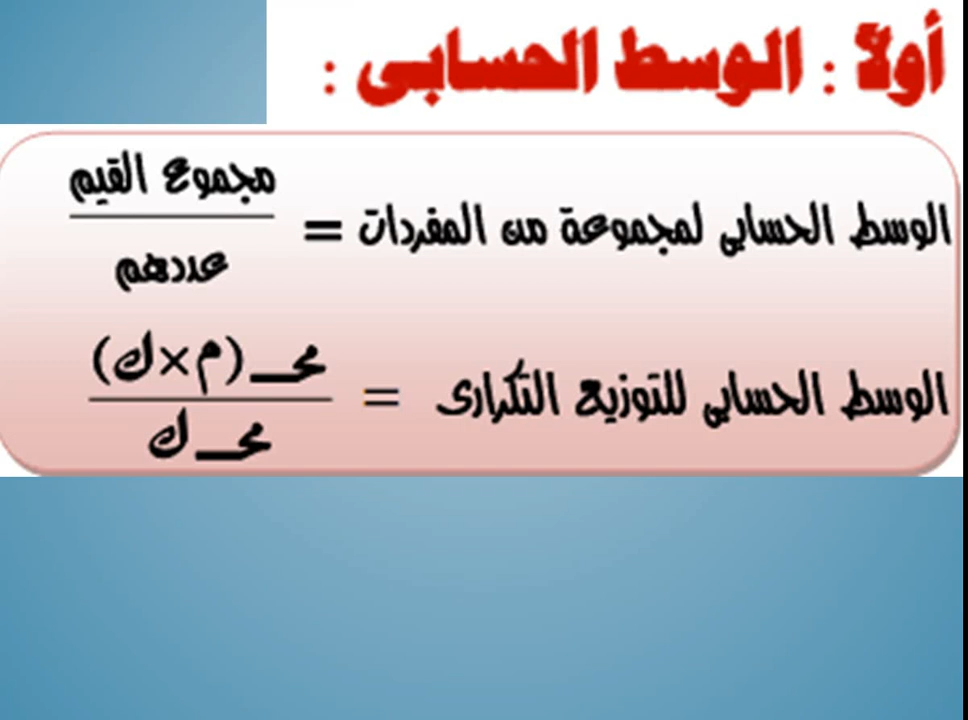 أولاً : الوسط الحسابى :
الوسط الحسابى لمجموعة من المفردات = مجموع القيم
عددهم
الوسط الحسابى للتوزيع التكرارى = مجـ (م×ك)
مجـ ك